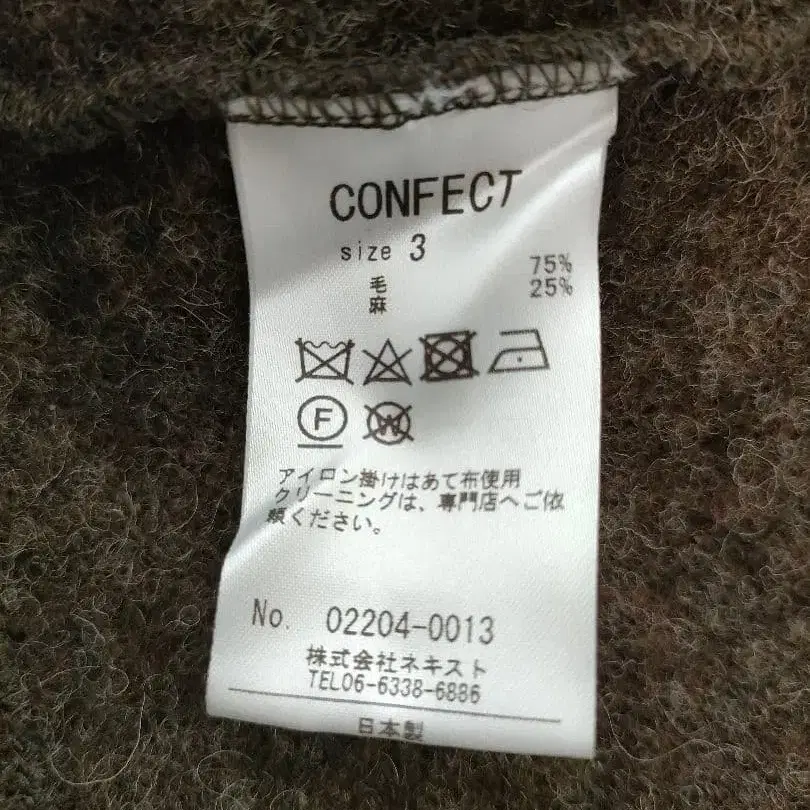 CONFECT
size 3
毛 75%
麻 25%
F W
アイロン掛けはあて布使用
クリーニングは、専門店へご依
頼ください。
No. 02204-0013
株式会社ネキスト
TEL06-6338-6886
日本製